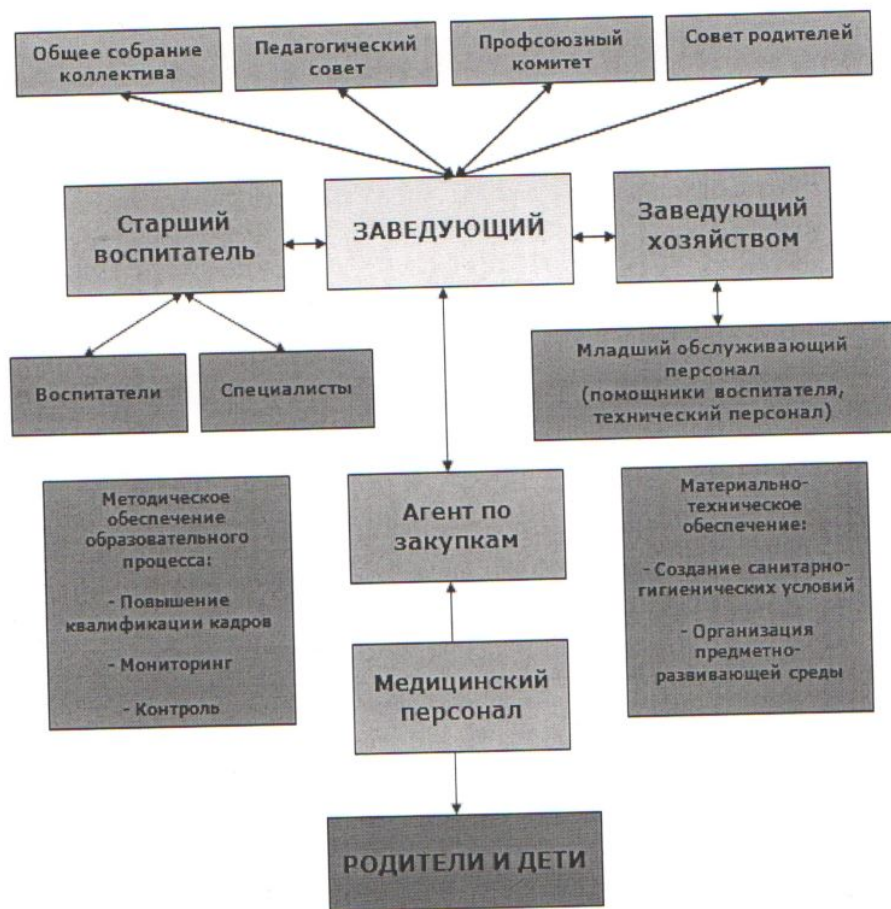 Общее собрание
коллектива
Педагогический
совет
Профсоюзный
комитет
Совет родителей
Старший
воспитатель
ЗАВЕДУЮЩИЙ
Заведующий
хозяйством
Воспитатели
Специалисты
Младший обслуживающий
персонал
(помощники воспитателя,
технический персонал)
Методическое
обеспечение
образовательного
процесса:
- Повышение
квалификации кадров
- Мониторинг
- Контроль
Агент по
закупкам
Материально-
техническое
обеспечение:
- Создание санитарно-
гигиенических условий
- Организация
предметно-
развивающей среды
Медицинский
персонал
РОДИТЕЛИ И ДЕТИ